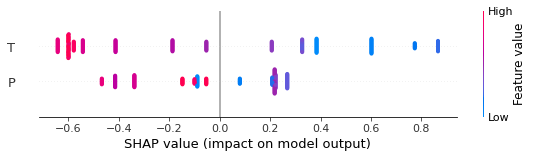 High
T
P
Feature value
Low
−0.6 −0.4 −0.2 0.0 0.2 0.4 0.6 0.8
SHAP value (impact on model output)